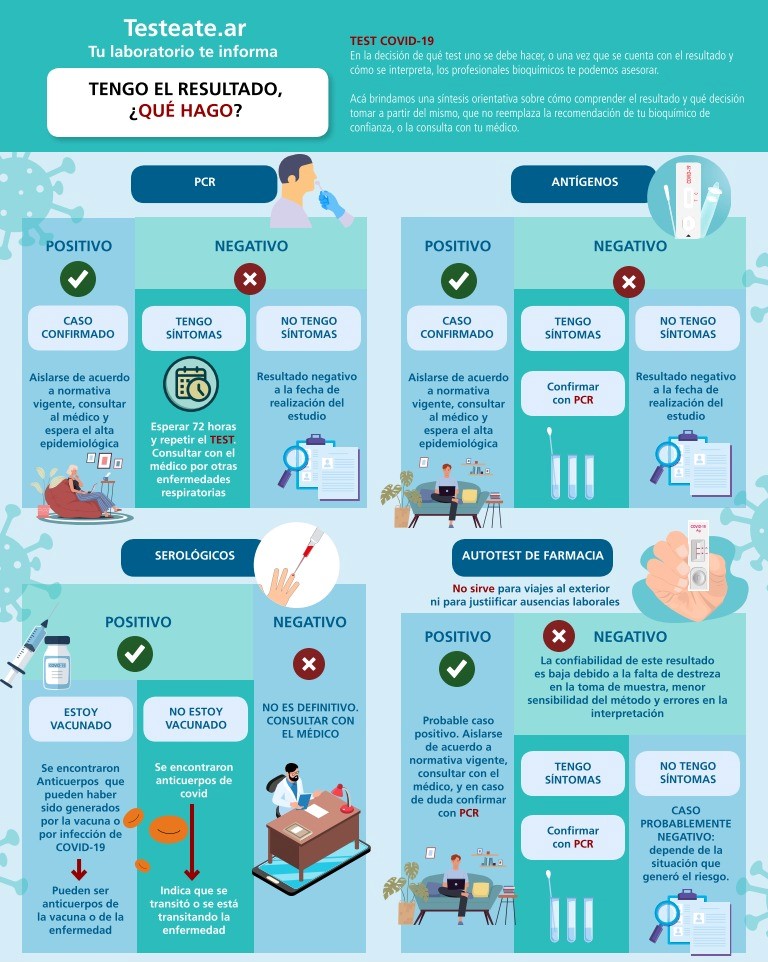 Testeate.ar
Tu laboratorio te informa
TENGO EL RESULTADO,
¿QUÉ HAGO?
TEST COVID-19
En la decisión de qué test uno se debe hacer, o una vez que se cuenta con el resultado y
cómo se interpreta, los profesionales bioquímicos te podemos asesorar.
Acá brindamos una síntesis orientativa sobre cómo comprender el resultado y qué decisión
tomar a partir del mismo, que no reemplaza la recomendación de tu bioquímico de
confianza, o la consulta con tu médico.
PCR
POSITIVO
NEGATIVO
CASO
CONFIRMADO
Aislarse de acuerdo
a normativa
vigente, consultar
al médico y
espera el alta
epidemiológica
TENGO
SÍNTOMAS
Esperar 72 horas
y repetir el TEST.
Consultar con el
médico por otras
enfermedades
respiratorias
NO TENGO
SÍNTOMAS
Resultado negativo
a la fecha de
realización del
estudio
ANTÍGENOS
COVID-19
POSITIVO
NEGATIVO
CASO
CONFIRMADO
Aislarse de acuerdo
a normativa
vigente, consultar
al médico y
espera el alta
epidemiológica
TENGO
SÍNTOMAS
Confirmar
con PCR
NO TENGO
SÍNTOMAS
Resultado negativo
a la fecha de
realización del
estudio
SEROLÓGICOS
POSITIVO
NEGATIVO
ESTOY
VACUNADO
Se encontraron
Anticuerpos que
pueden haber
sido generados
por la vacuna o
por infección de
COVID-19
Pueden ser
anticuerpos de
la vacuna o de la
enfermedad
NO ESTOY
VACUNADO
Se encontraron
anticuerpos de
covid
Indica que se
transitó o se está
transitando la
enfermedad
NO ES DEFINITIVO.
CONSULTAR CON
EL MÉDICO
AUTOTEST DE FARMACIA
COVID-19
No sirve para viajes al exterior
ni para justiificar ausencias laborales
POSITIVO
NEGATIVO
Probable caso
positivo. Aislarse
de acuerdo a
normativa vigente,
consultar con el
médico, y en caso
de duda confirmar
con PCR
La confiabilidad de este resultado
es baja debido a la falta de destreza
en la toma de muestra, menor
sensibilidad del método y errores en la
interpretación
TENGO
SÍNTOMAS
Confirmar
con PCR
NO TENGO
SÍNTOMAS
CASO
PROBABLEMENTE
NEGATIVO:
depende de la
situación que
generó el riesgo.